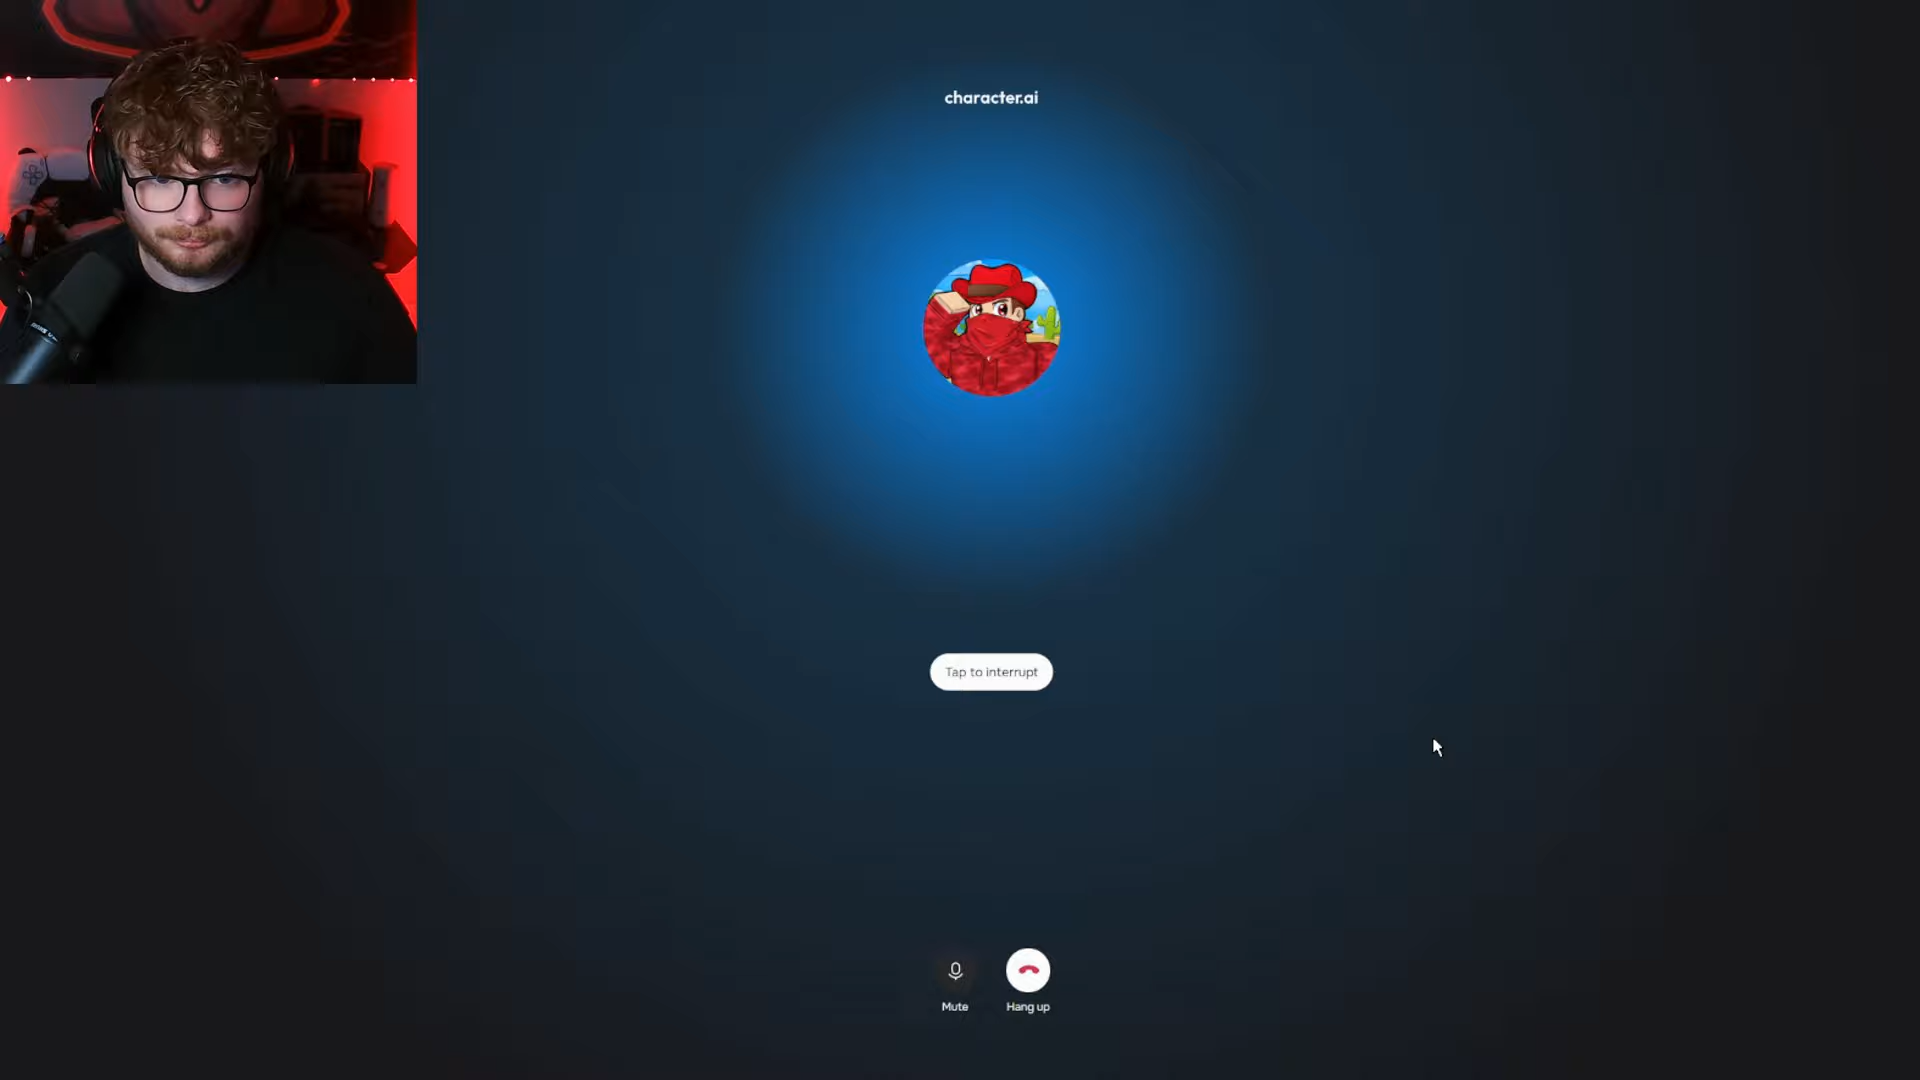 character.ai
Tap to interrupt
Mute
Hang up